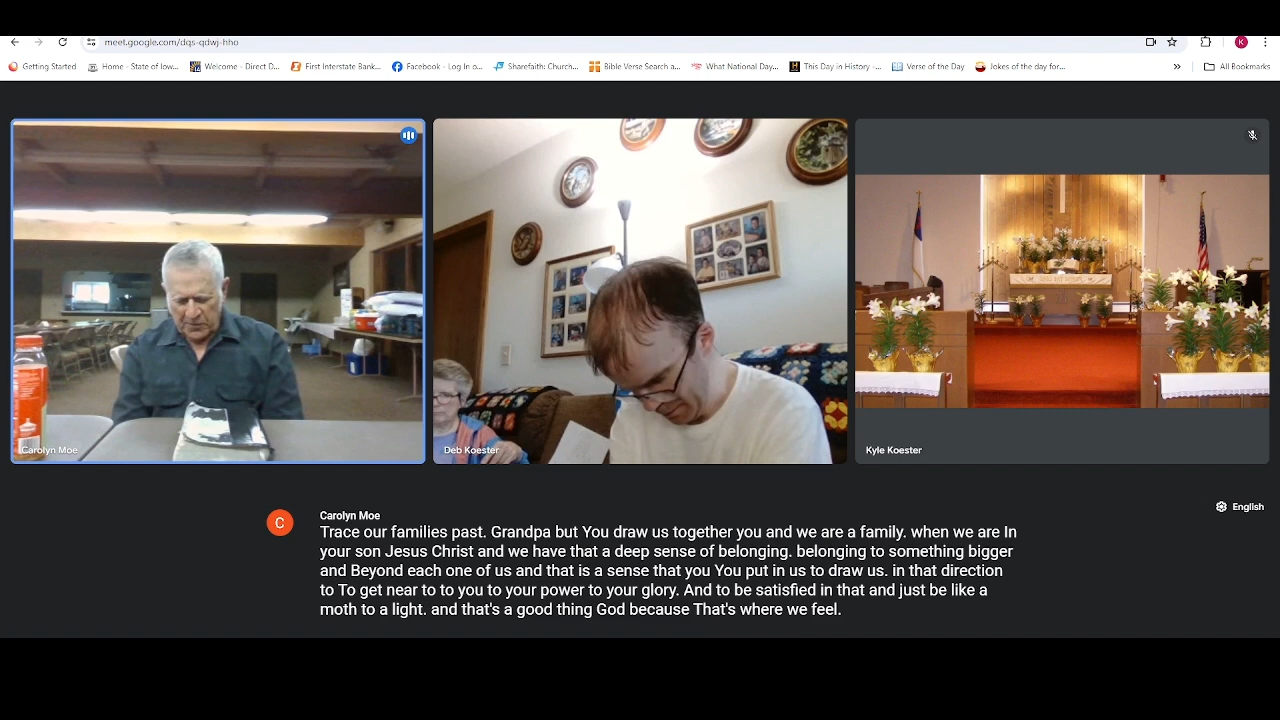 meet.google.com/dqs-qdwj-hho
Getting Started
Home - State of Iow...
Welcome - Direct D...
First Interstate Bank...
Facebook - Log In o...
Sharefaith: Church...
Bible Verse Search a...
What National Day...
This Day in History -...
Verse of the Day
Jokes of the day for...
All Bookmarks
K
Carolyn Moe
Deb Koester
Kyle Koester
English
C
Carolyn Moe
Trace our families past. Grandpa but You draw us together you and we are a family. when we are In
your son Jesus Christ and we have that a deep sense of belonging. belonging to something bigger
and Beyond each one of us and that is a sense that you You put in us to draw us. in that direction
to To get near to to you to your power to your glory. And to be satisfied in that and just be like a
moth to a light. and that's a good thing God because That's where we feel.